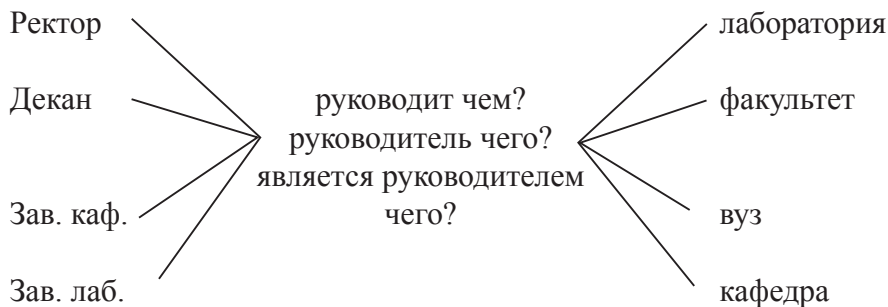 Ректор
лаборатория
Декан
руководит чем?
факультет
руководитель чего?
является руководителем
Зав. каф.
чего?
вуз
Зав. лаб.
кафедра